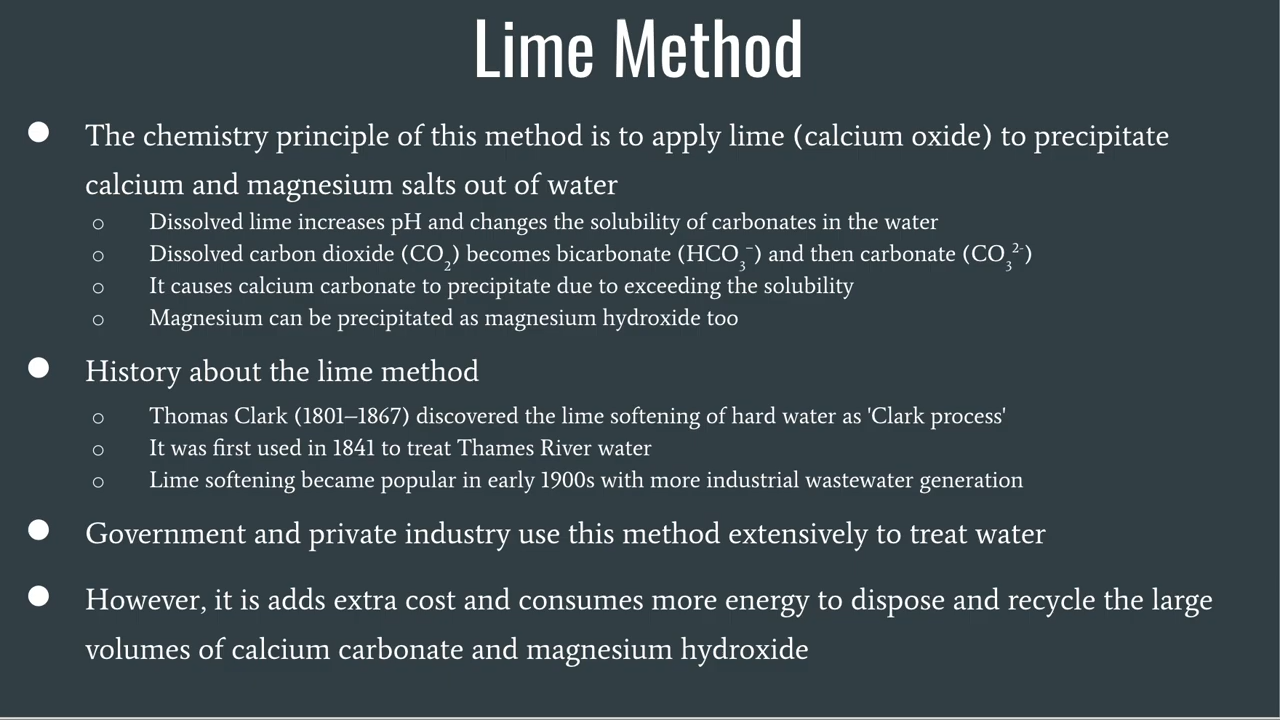 Lime Method
● The chemistry principle of this method is to apply lime (calcium oxide) to precipitate
calcium and magnesium salts out of water
○ Dissolved lime increases pH and changes the solubility of carbonates in the water
○ Dissolved carbon dioxide (CO₂) becomes bicarbonate (HCO₃⁻) and then carbonate (CO₃²⁻)
○ It causes calcium carbonate to precipitate due to exceeding the solubility
○ Magnesium can be precipitated as magnesium hydroxide too
● History about the lime method
○ Thomas Clark (1801–1867) discovered the lime softening of hard water as 'Clark process'
○ It was first used in 1841 to treat Thames River water
○ Lime softening became popular in early 1900s with more industrial wastewater generation
● Government and private industry use this method extensively to treat water
● However, it is adds extra cost and consumes more energy to dispose and recycle the large
volumes of calcium carbonate and magnesium hydroxide